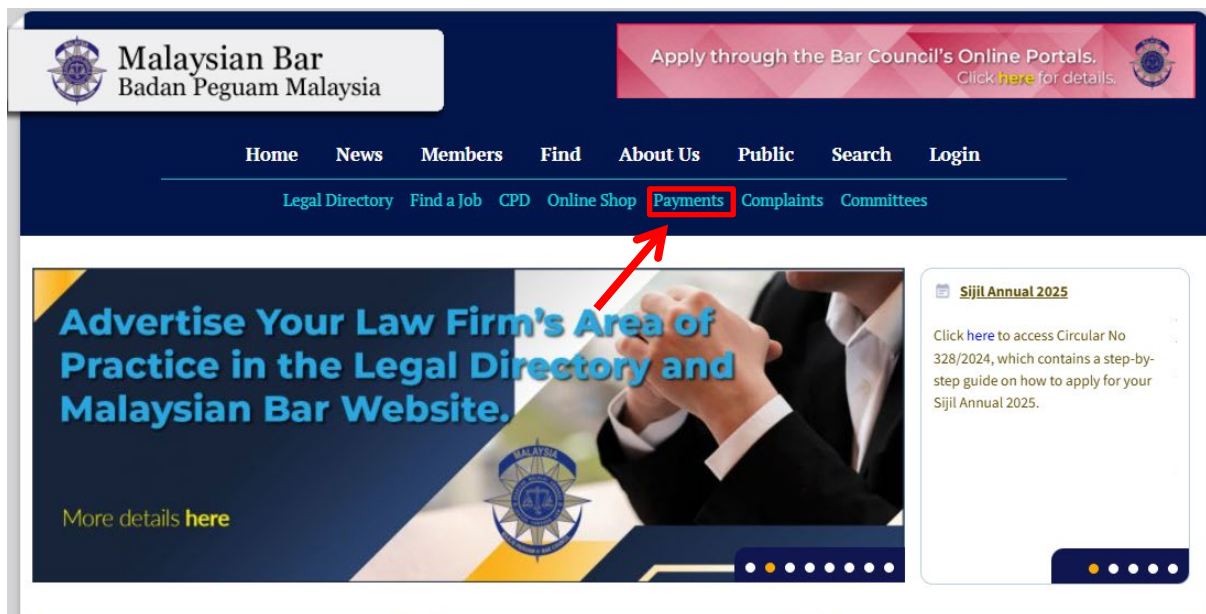 Malaysian Bar
Badan Peguam Malaysia
Apply through the Bar Council's Online Portals.
Click here for details.
Home News Members Find About Us Public Search Login
Legal Directory Find a Job CPD Online Shop Payments Complaints Committees
Advertise Your Law Firm's Area of
Practice in the Legal Directory and
Malaysian Bar Website.
More details here
MALAYSIA
Sijil Annual 2025
Click here to access Circular No
328/2024, which contains a step-by-
step guide on how to apply for your
Sijil Annual 2025.